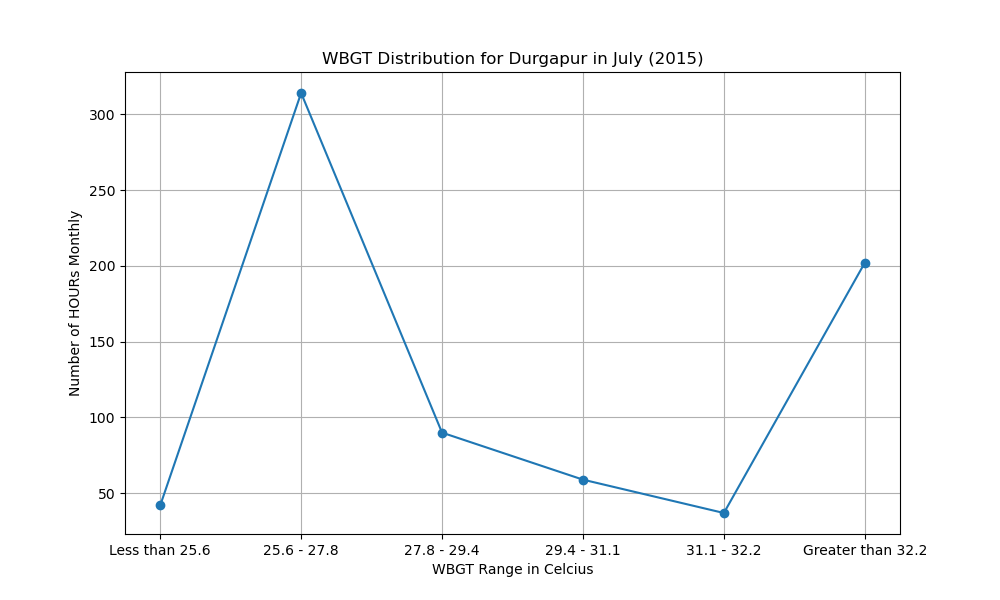 WBGT Distribution for Durgapur in July (2015)
Number of HOURs Monthly
300
250
200
150
100
50
Less than 25.6
25.6 - 27.8
27.8 - 29.4
29.4 - 31.1
31.1 - 32.2
Greater than 32.2
WBGT Range in Celcius